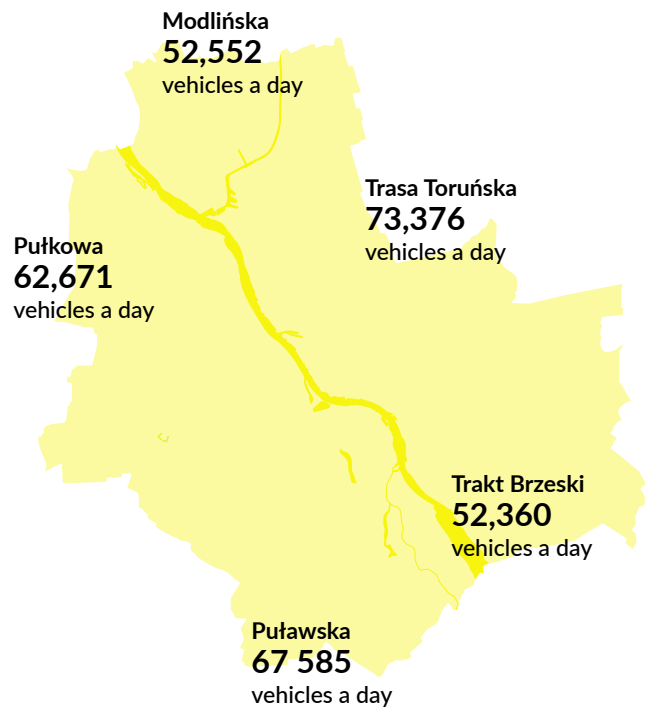 Modlińska
52,552
vehicles a day
Trasa Toruńska
73,376
vehicles a day
Pułkowa
62,671
vehicles a day
Trakt Brzeski
52,360
vehicles a day
Puławska
67 585
vehicles a day